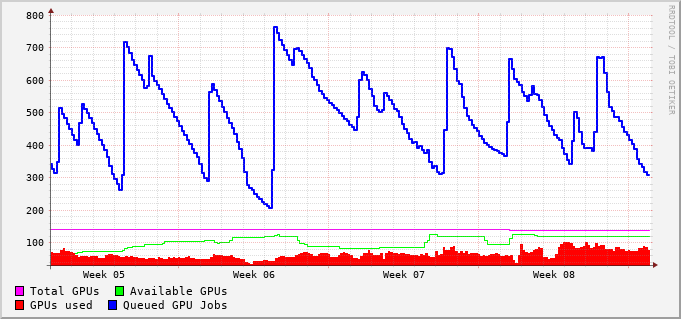 800
700
600
500
400
300
200
100
Week 05 Week 06 Week 07 Week 08
Total GPUs Available GPUs
GPUs used Queued GPU Jobs
RRDTOOL / TOBI OETIKER